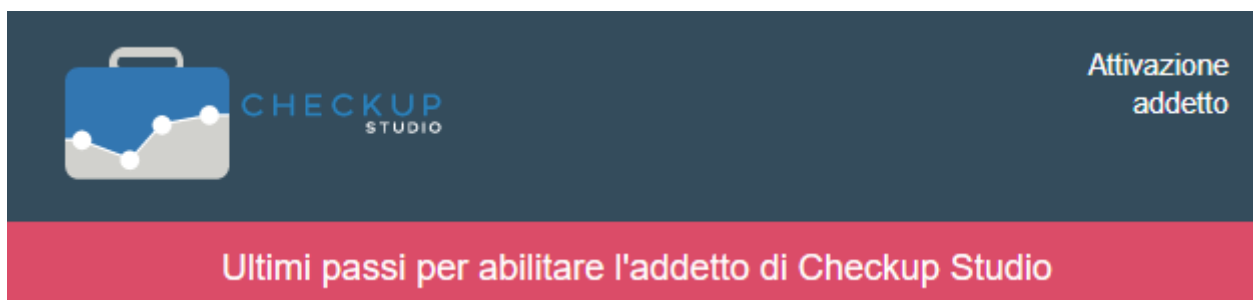 CHECKUP
STUDIO
Attivazione
addetto
Ultimi passi per abilitare l'addetto di Checkup Studio